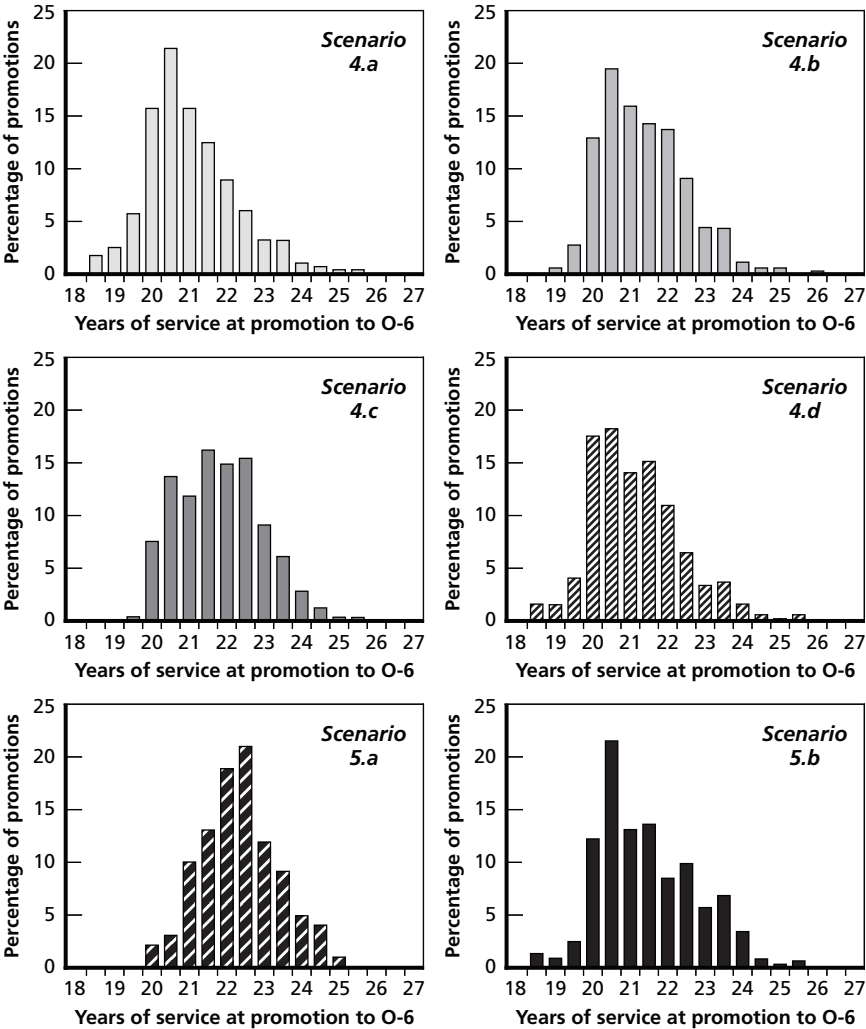 Scenario
4.a
Percentage of promotions
25
20
15
10
5
0
18 19 20 21 22 23 24 25 26 27
Years of service at promotion to O-6
Scenario
4.b
Percentage of promotions
25
20
15
10
5
0
18 19 20 21 22 23 24 25 26 27
Years of service at promotion to O-6
Scenario
4.c
Percentage of promotions
25
20
15
10
5
0
18 19 20 21 22 23 24 25 26 27
Years of service at promotion to O-6
Scenario
4.d
Percentage of promotions
25
20
15
10
5
0
18 19 20 21 22 23 24 25 26 27
Years of service at promotion to O-6
Scenario
5.a
Percentage of promotions
25
20
15
10
5
0
18 19 20 21 22 23 24 25 26 27
Years of service at promotion to O-6
Scenario
5.b
Percentage of promotions
25
20
15
10
5
0
18 19 20 21 22 23 24 25 26 27
Years of service at promotion to O-6